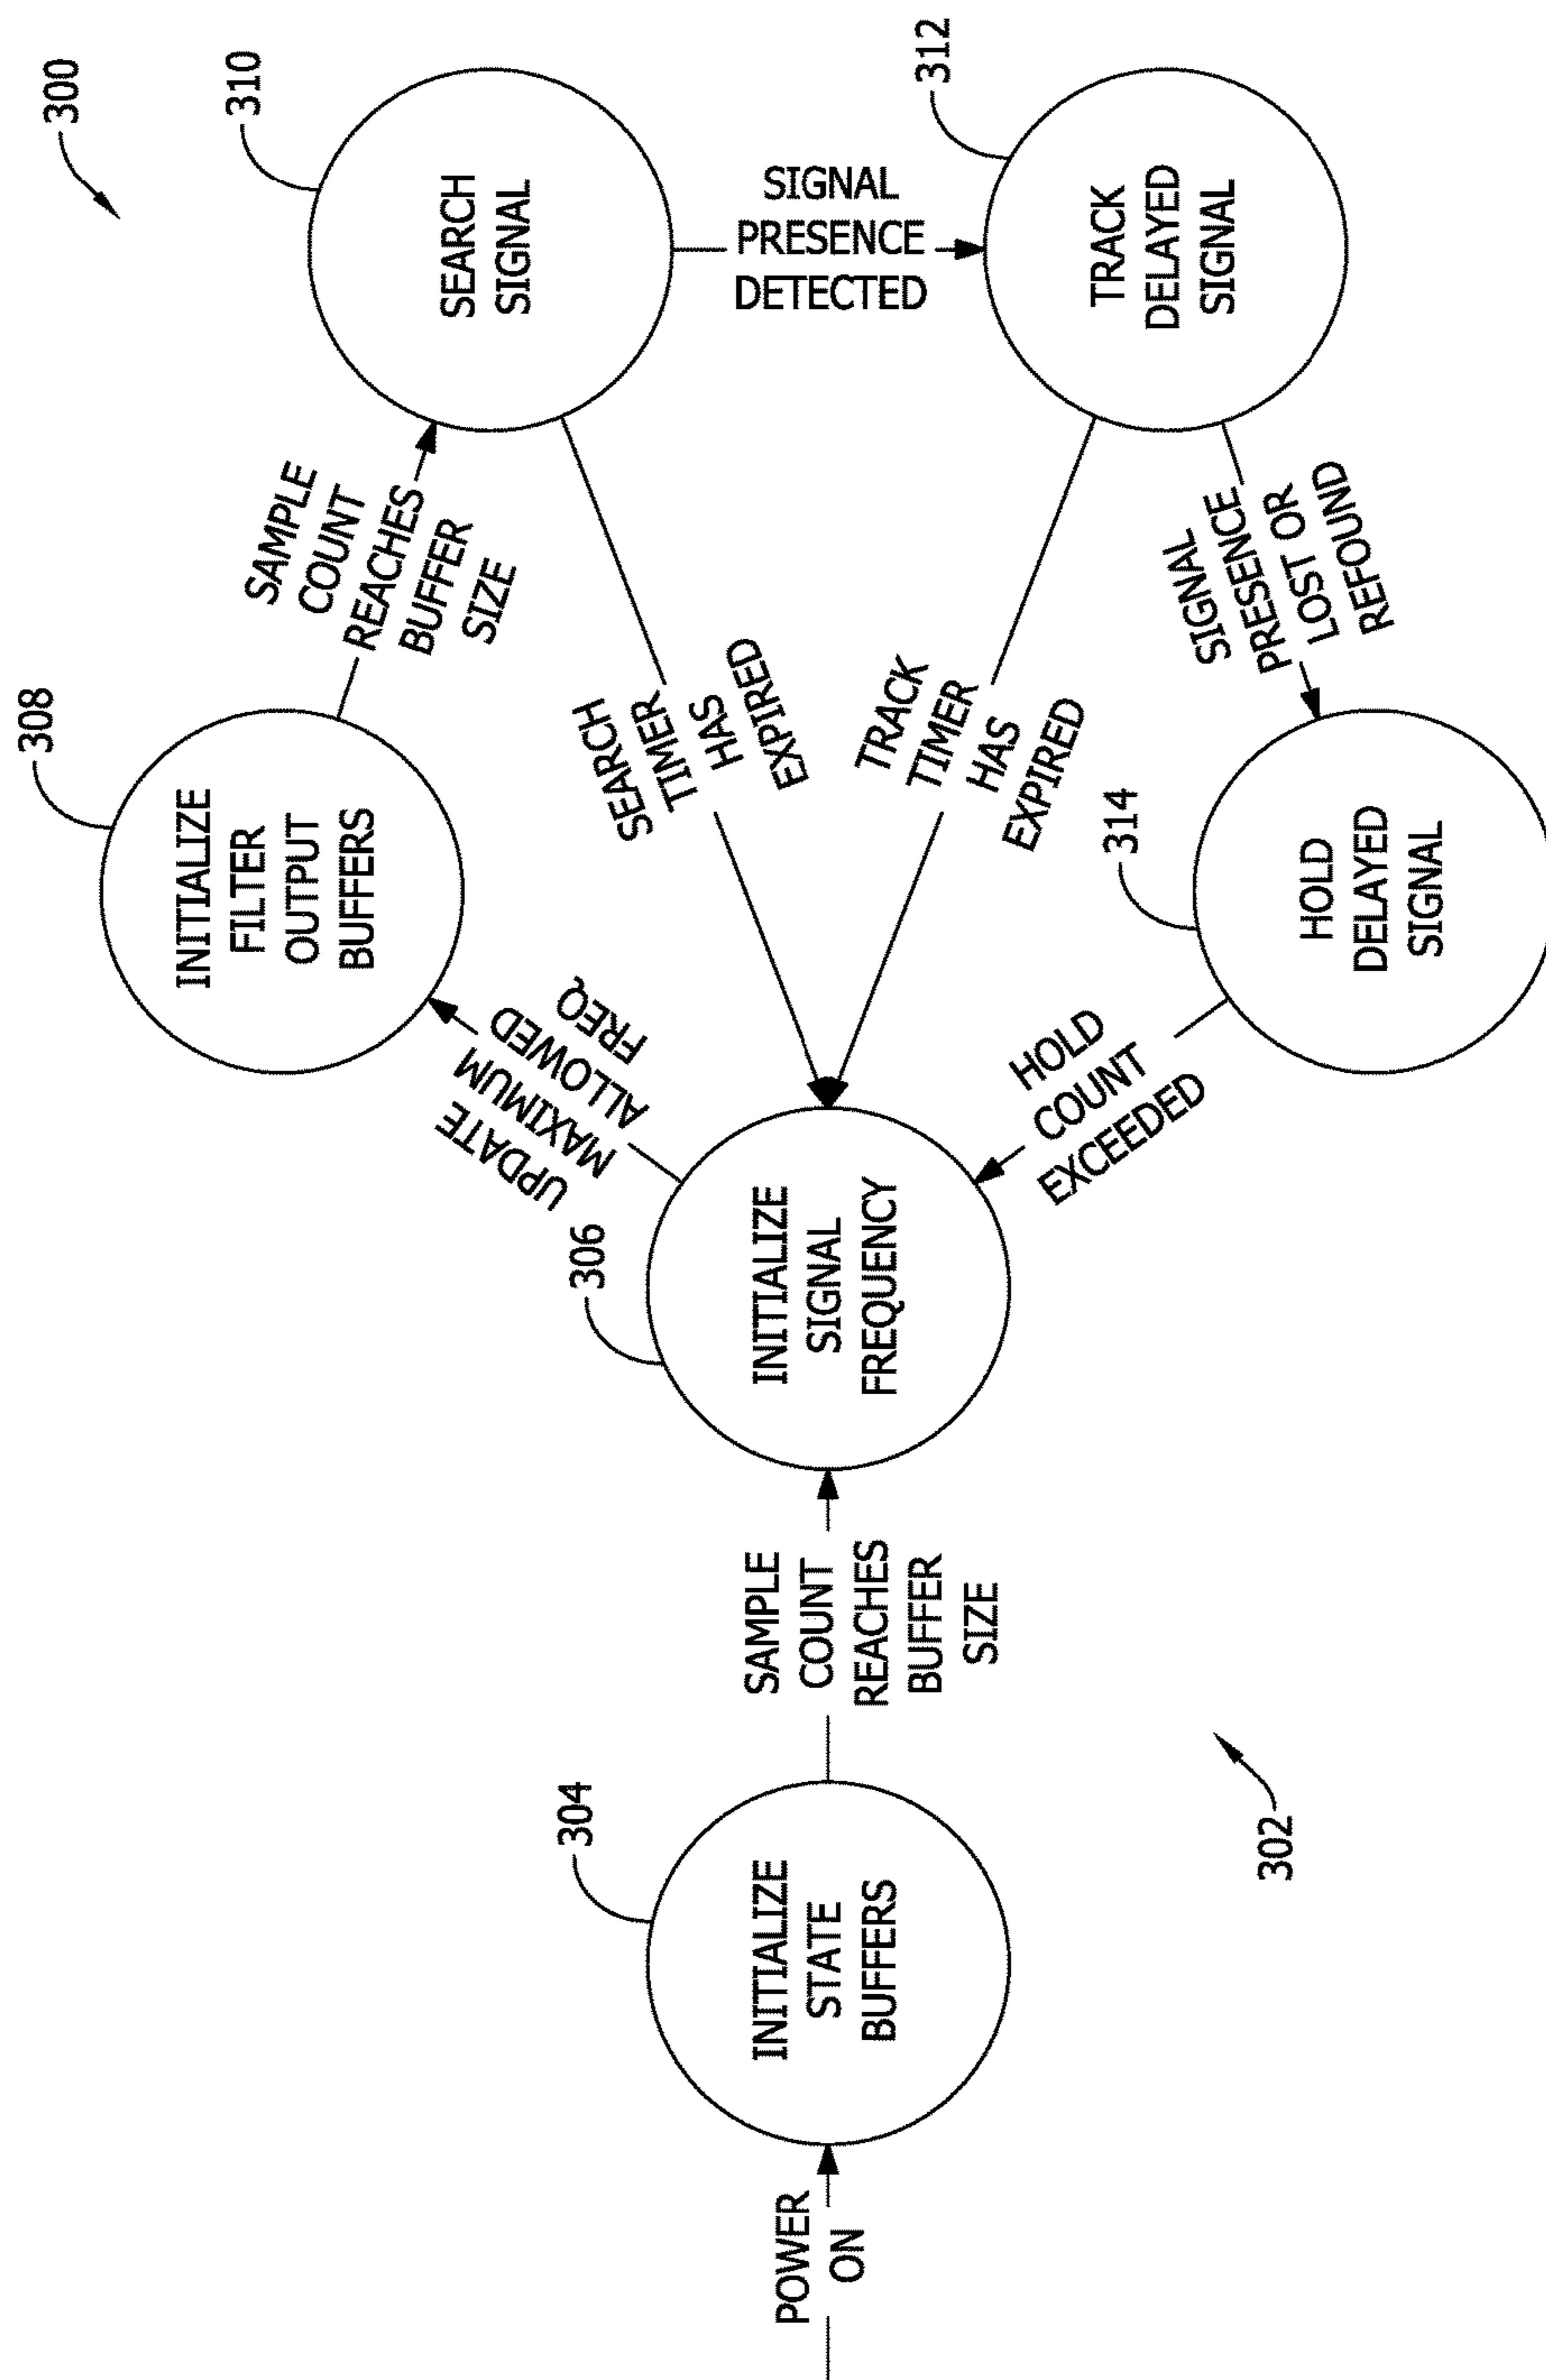 300
310
SEARCH
SIGNAL
312
TRACK
DELAYED
SIGNAL
SIGNAL
PRESENCE
DETECTED
308
INITIALIZE
FILTER
OUTPUT
BUFFERS
SAMPLE
COUNT
REACHES
BUFFER
SIZE
SEARCH
TIMER
HAS
EXPIRED
TRACK
TIMER
HAS
EXPIRED
SIGNAL
PRESENCE
LOST OR
REFOUND
314
HOLD
DELAYED
SIGNAL
UPDATE
MAXIMUM
ALLOWED
FREQ
HOLD
COUNT
EXCEEDED
306
INITIALIZE
SIGNAL
FREQUENCY
SAMPLE
COUNT
REACHES
BUFFER
SIZE
304
INITIALIZE
STATE
BUFFERS
302
POWER
ON